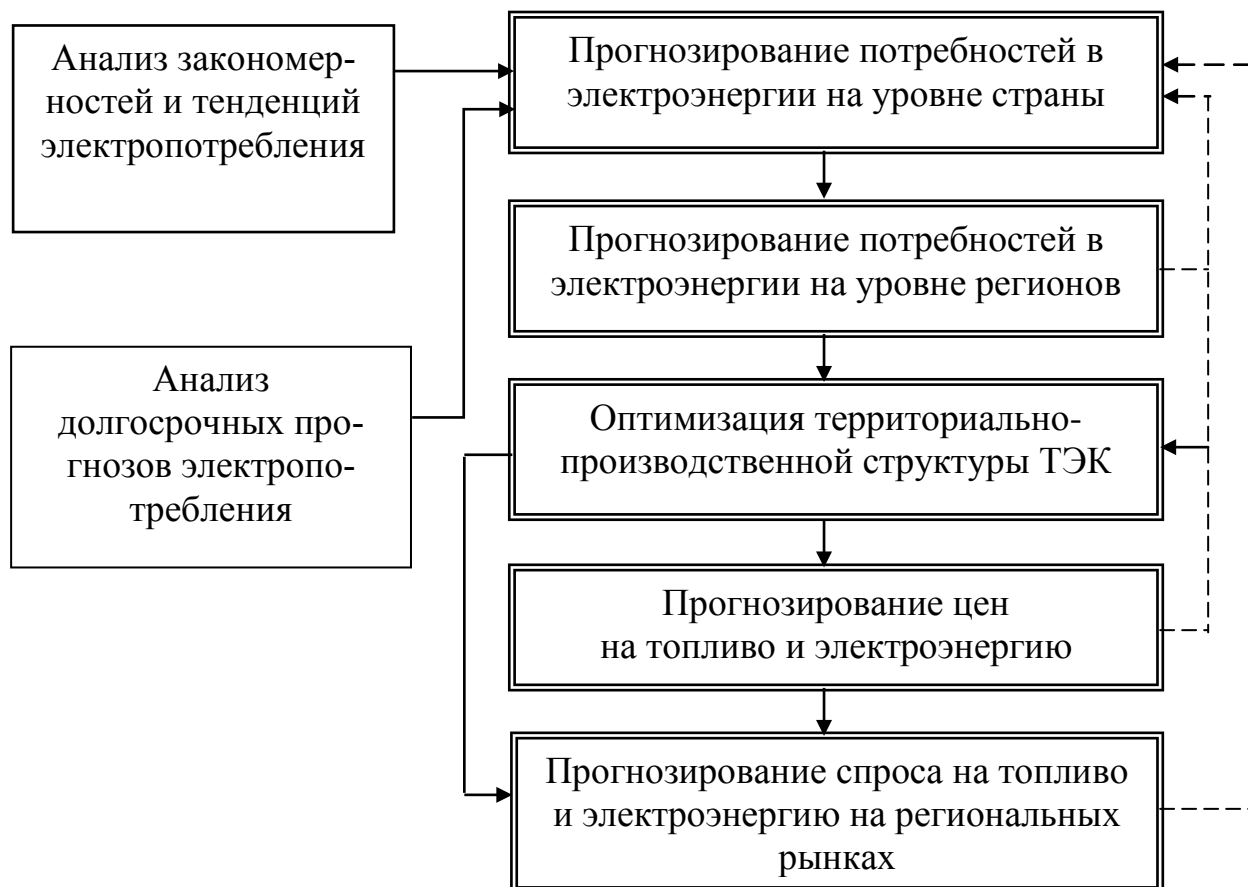 Анализ закономер-
ностей и тенденций
электропотребления
Прогнозирование потребностей в
электроэнергии на уровне страны
Прогнозирование потребностей в
электроэнергии на уровне регионов
Анализ
долгосрочных про-
гнозов электропо-
требления
Оптимизация территориально-
производственной структуры ТЭК
Прогнозирование цен
на топливо и электроэнергию
Прогнозирование спроса на топливо
и электроэнергию на региональных
рынках